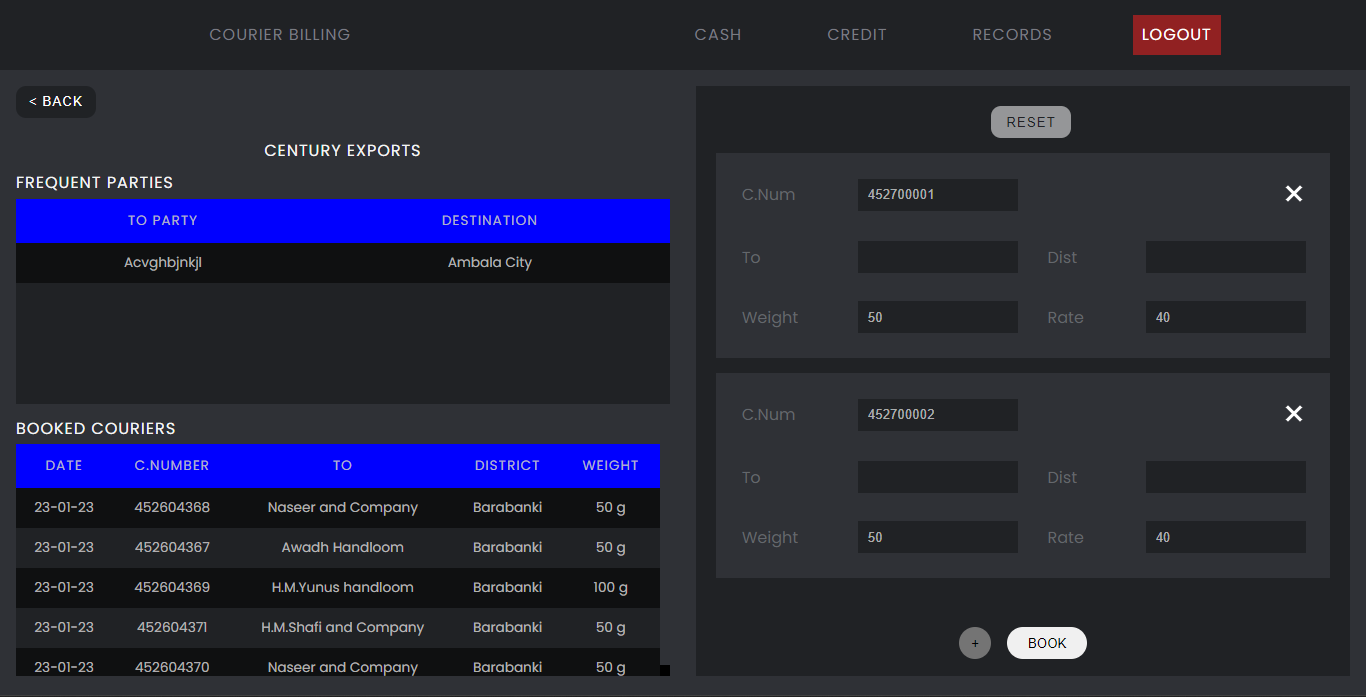 COURIER BILLING CASH CREDIT RECORDS LOGOUT
< BACK
CENTURY EXPORTS
FREQUENT PARTIES
TO PARTY DESTINATION
Acvghbjnkjl Ambala City
BOOKED COURIERS
DATE C.NUMBER TO DISTRICT WEIGHT
23-01-23 452604368 Naseer and Company Barabanki 50 g
23-01-23 452604367 Awadh Handloom Barabanki 50 g
23-01-23 452604369 H.M.Yunus handloom Barabanki 100 g
23-01-23 452604371 H.M.Shafi and Company Barabanki 50 g
23-01-23 452604370 Naseer and Company Barabanki 50 g
RESET
C.Num 452700001 ✕
To Dist
Weight 50 Rate 40
C.Num 452700002 ✕
To Dist
Weight 50 Rate 40
+ BOOK